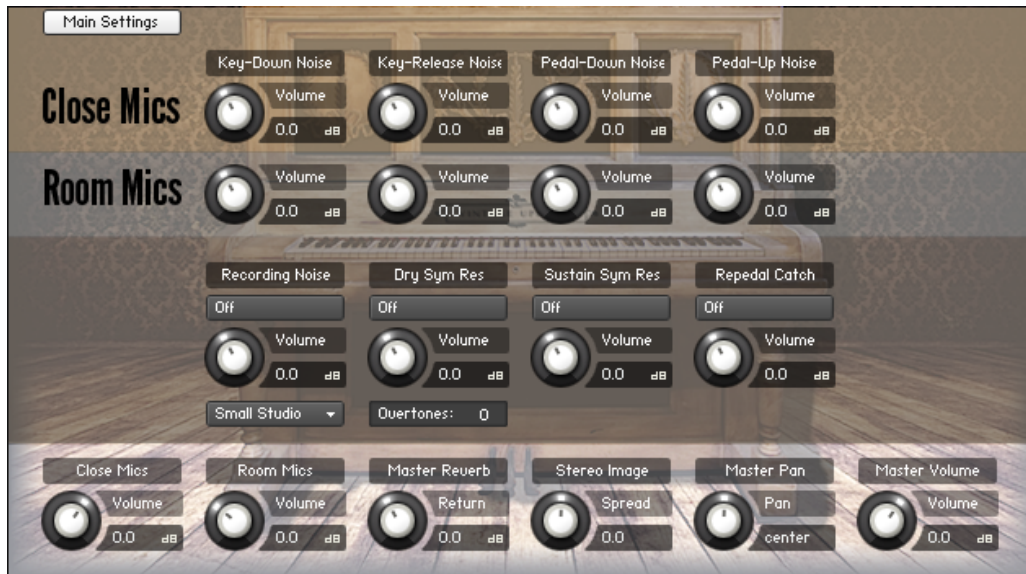 Main Settings
Key-Down Noise Key-Release Noise Pedal-Down Noise Pedal-Up Noise
Close Mics
Volume Volume Volume Volume
0.0 dB 0.0 dB 0.0 dB 0.0 dB
Room Mics
Volume Volume Volume Volume
0.0 dB 0.0 dB 0.0 dB 0.0 dB
Recording Noise Dry Sym Res Sustain Sym Res Repedal Catch
Off Off Off Off
Volume Volume Volume Volume
0.0 dB 0.0 dB 0.0 dB 0.0 dB
Small Studio Overtones: 0
Close Mics Room Mics Master Reverb Stereo Image Master Pan Master Volume
Volume Volume Return Spread Pan Volume
0.0 dB 0.0 dB 0.0 dB 0.0 center 0.0 dB